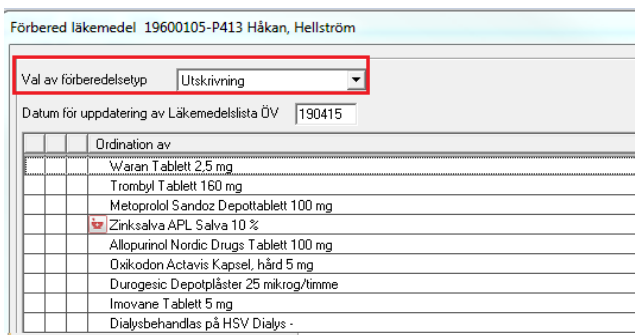 Förbered läkemedel 19600105-P413 Håkan, Hellström
Val av förberedelsetyp Utskrivning
Datum för uppdatering av Läkemedelslista ÖV 190415
Ordination av
Waran Tablett 2,5 mg
Trombyl Tablett 160 mg
Metoprolol Sandoz Depottablett 100 mg
Zinksalva APL Salva 10 %
Allopurinol Nordic Drugs Tablett 100 mg
Oxikodon Actavis Kapsel, hård 5 mg
Durogesic Depotplåster 25 mikrog/timme
Imovane Tablett 5 mg
Dialysbehandlas på HSV Dialys -